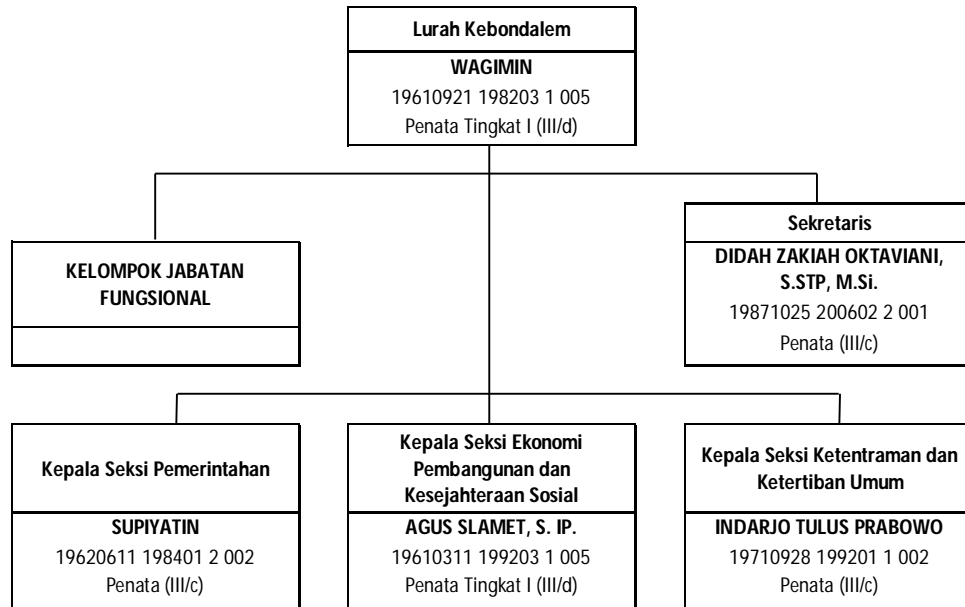 Lurah Kebondalem
WAGIMIN
19610921 198203 1 005
Penata Tingkat I (III/d)
KELOMPOK JABATAN
FUNGSIONAL
Sekretaris
DIDAH ZAKIAH OKTAVIANI,
S.STP, M.Si.
19871025 200602 2 001
Penata (III/c)
Kepala Seksi Pemerintahan
SUPIYATIN
19620611 198401 2 002
Penata (III/c)
Kepala Seksi Ekonomi
Pembangunan dan
Kesejahteraan Sosial
AGUS SLAMET, S. IP.
19610311 199203 1 005
Penata Tingkat I (III/d)
Kepala Seksi Ketentraman dan
Ketertiban Umum
INDARJO TULUS PRABOWO
19710928 199201 1 002
Penata (III/c)